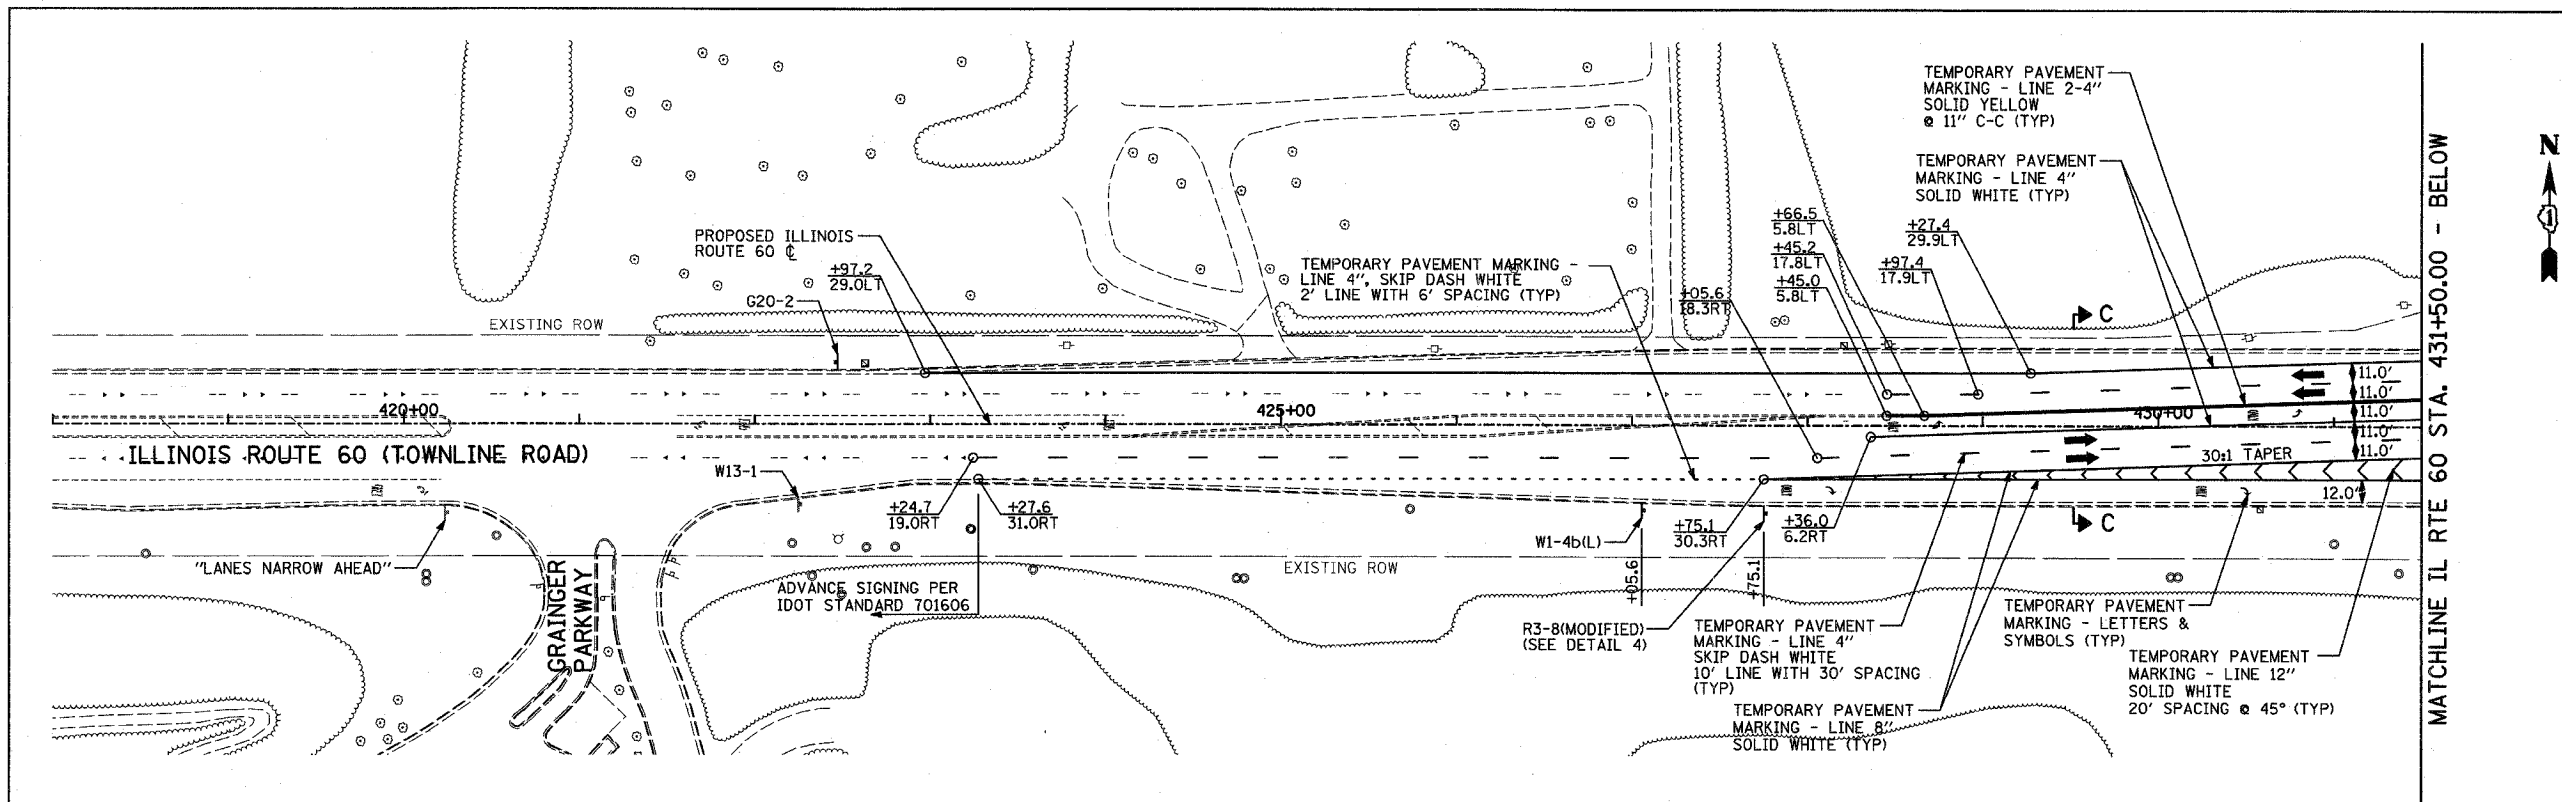 TEMPORARY PAVEMENT
MARKING - LINE 2-4"
SOLID YELLOW
@ 11" C-C (TYP)
TEMPORARY PAVEMENT
MARKING - LINE 4"
SOLID WHITE (TYP)
N
1
MATCHLINE IL RTE 60 STA. 431+50.00 - BELOW
PROPOSED ILLINOIS
ROUTE 60 ℄
+97.2
29.0LT
G20-2
EXISTING ROW
TEMPORARY PAVEMENT MARKING -
LINE 4", SKIP DASH WHITE
2' LINE WITH 6' SPACING (TYP)
+05.6
18.3RT
+66.5
5.8LT
+45.2
17.8LT
+45.0
5.8LT
+97.4
17.9LT
+27.4
29.9LT
C
11.0'
11.0'
11.0'
11.0'
11.0'
420+00
425+00
430+00
ILLINOIS ROUTE 60 (TOWNLINE ROAD)
30:1 TAPER
12.0'
W13-1
+24.7
19.0RT
+27.6
31.0RT
W1-4b(L)
+75.1
30.3RT
+36.0
6.2RT
C
"LANES NARROW AHEAD"
GRAINGER
PARKWAY
ADVANCE SIGNING PER
IDOT STANDARD 701606
EXISTING ROW
+05.6
+75.1
R3-8(MODIFIED)
(SEE DETAIL 4)
TEMPORARY PAVEMENT
MARKING - LINE 4"
SKIP DASH WHITE
10' LINE WITH 30' SPACING
(TYP)
TEMPORARY PAVEMENT
MARKING - LINE 8"
SOLID WHITE (TYP)
TEMPORARY PAVEMENT
MARKING - LETTERS &
SYMBOLS (TYP)
TEMPORARY PAVEMENT
MARKING - LINE 12"
SOLID WHITE
20' SPACING @ 45° (TYP)